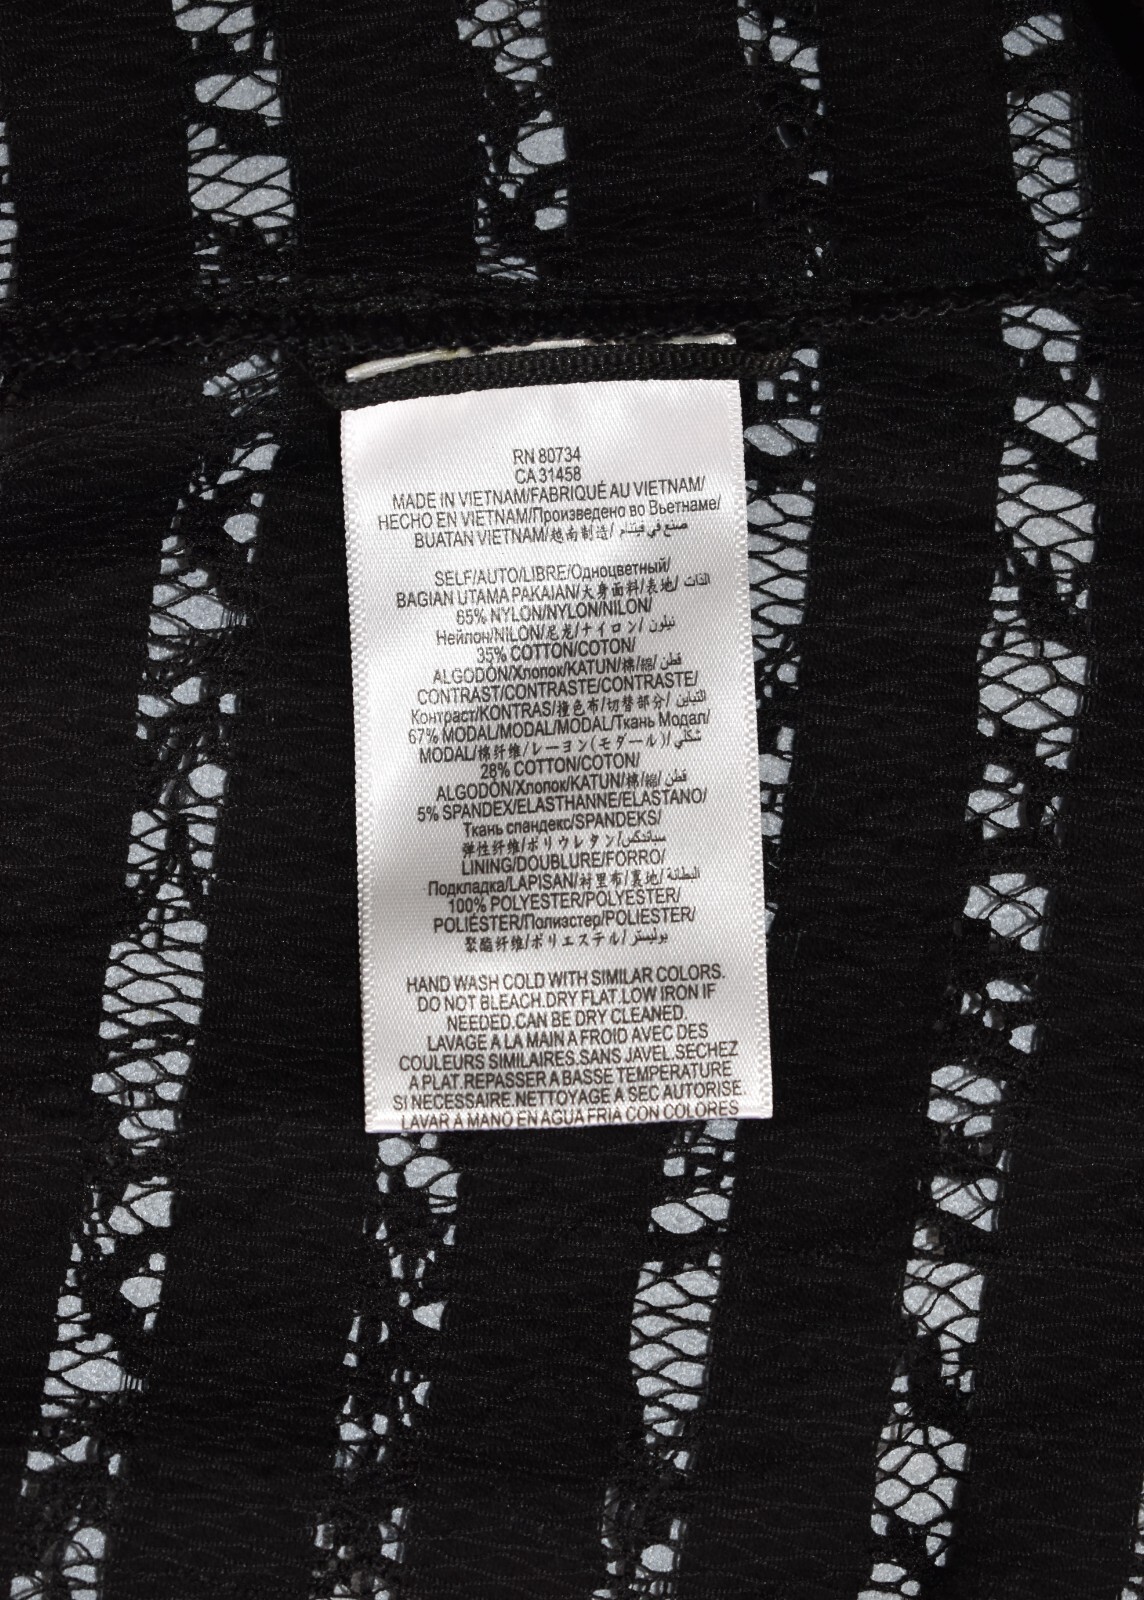 RN 80734
CA 31458
MADE IN VIETNAM/FABRIQUÉ AU VIETNAM/
HECHO EN VIETNAM/Произведено во Вьетнаме/
BUATAN VIETNAM/越南制造/ صنع في فيتنام
SELF/AUTO/LIBRE/Одноцветный/
BAGIAN UTAMA PAKAIAN/大身面料/表地/ الذات
65% NYLON/NYLON/NILON/
Нейлон/NILON/尼龙/ナイロン/ نيلون
35% COTTON/COTON/
ALGODÓN/Хлопок/KATUN/棉/綿/ قطن
CONTRAST/CONTRASTE/CONTRASTE/
Контраст/KONTRAS/撞色布/切替部分/ التباين
67% MODAL/MODAL/MODAL/Ткань Модал/
MODAL/棉纤维/レーヨン(モダール)/ شكلي
28% COTTON/COTON/
ALGODÓN/Хлопок/KATUN/棉/綿/ قطن
5% SPANDEX/ELASTHANNE/ELASTANO/
Ткань спандекс/SPANDEKS/
弹性纤维/ポリウレタン/ سباندكس
LINING/DOUBLURE/FORRO/
Подкладка/LAPISAN/衬里布/裏地/ البطانة
100% POLYESTER/POLYESTER/
POLIÉSTER/Полиэстер/POLIESTER/
聚酯纤维/ポリエステル/ بوليستر
HAND WASH COLD WITH SIMILAR COLORS.
DO NOT BLEACH.DRY FLAT.LOW IRON IF
NEEDED.CAN BE DRY CLEANED.
LAVAGE A LA MAIN A FROID AVEC DES
COULEURS SIMILAIRES.SANS JAVEL.SECHEZ
A PLAT.REPASSER A BASSE TEMPERATURE
SI NECESSAIRE.NETTOYAGE A SEC AUTORISE.
LAVAR A MANO EN AGUA FRIA CON COLORES